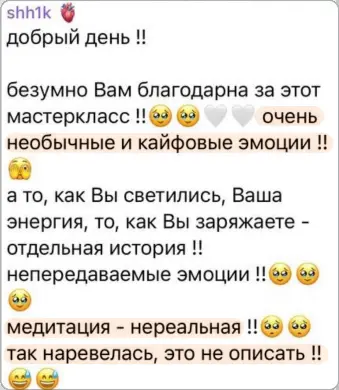 shh1k 🫀
добрый день !!
безумно Вам благодарна за этот
мастеркласс !!🥹🥹🤍🤍 очень
необычные и кайфовые эмоции !!
🫣
а то, как Вы светились, Ваша
энергия, то, как Вы заряжаете -
отдельная история !!
непередаваемые эмоции !!🥹🥹
🥹
медитация - нереальная !!🥹🥹
так наревелась, это не описать !!
😅😅